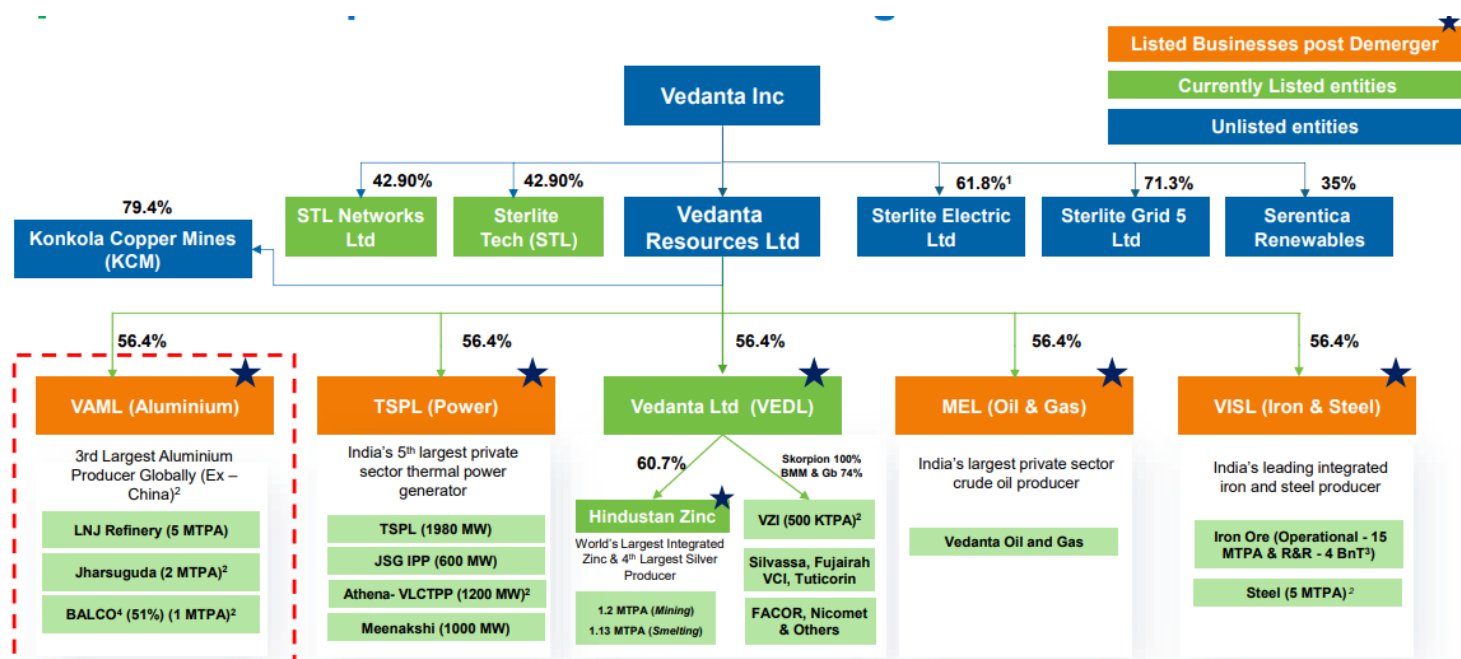 Listed Businesses post Demerger
Currently Listed entities
Unlisted entities
Vedanta Inc
42.90%
42.90%
61.8%¹
71.3%
35%
79.4%
Konkola Copper Mines
(KCM)
STL Networks
Ltd
Sterlite
Tech (STL)
Vedanta
Resources Ltd
Sterlite Electric
Ltd
Sterlite Grid 5
Ltd
Serentica
Renewables
56.4%
56.4%
56.4%
56.4%
56.4%
VAML (Aluminium)
3rd Largest Aluminium
Producer Globally (Ex –
China)²
LNJ Refinery (5 MTPA)
Jharsuguda (2 MTPA)²
BALCO⁴ (51%) (1 MTPA)²
TSPL (Power)
India's 5th largest private
sector thermal power
generator
TSPL (1980 MW)
JSG IPP (600 MW)
Athena- VLCTPP (1200 MW)²
Meenakshi (1000 MW)
Vedanta Ltd (VEDL)
60.7%
Skorpion 100%
BMM & Gb 74%
Hindustan Zinc
World's Largest Integrated
Zinc & 4th Largest Silver
Producer
1.2 MTPA (Mining)
1.13 MTPA (Smelting)
VZI (500 KTPA)²
Silvassa, Fujairah
VCI, Tuticorin
FACOR, Nicomet
& Others
MEL (Oil & Gas)
India's largest private sector
crude oil producer
Vedanta Oil and Gas
VISL (Iron & Steel)
India's leading integrated
iron and steel producer
Iron Ore (Operational - 15
MTPA & R&R - 4 BnT³)
Steel (5 MTPA)²